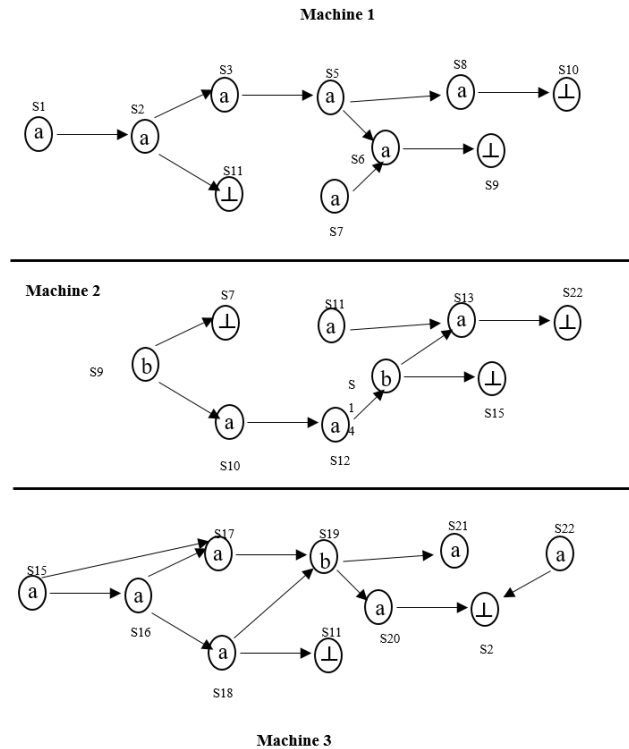 Machine 1
S3 S5 S8 S10
a a a ⊥
S1 S2
a a
S6 a ⊥
S11 S9
⊥ a
S7
Machine 2
S7 S11 S13 S22
⊥ a a ⊥
S9 b
S b ⊥
1
4
S15
a a
S10 S12
S17 S19 S21 S22
a b a a
S15
a a
S16
a ⊥
S20 S2
S11
a ⊥
S18
Machine 3